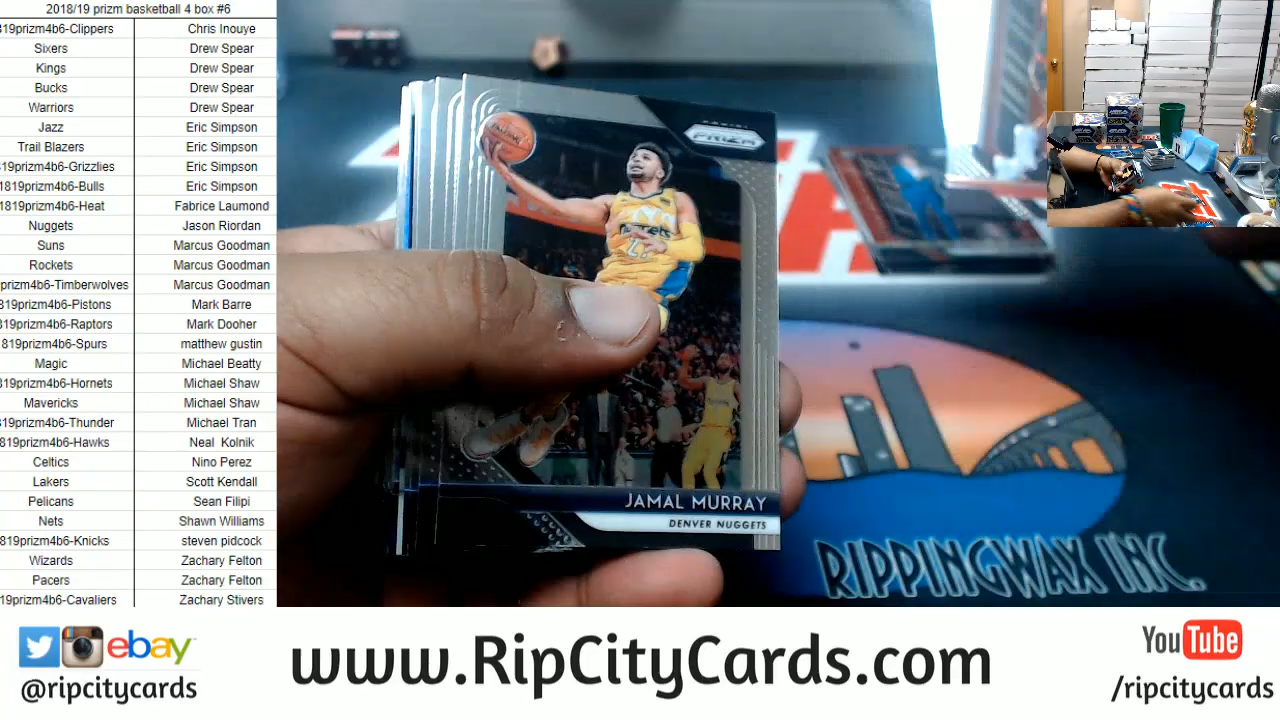 2018/19 prizm basketball 4 box #6
819prizm4b6-Clippers Chris Inouye
Sixers Drew Spear
Kings Drew Spear
Bucks Drew Spear
Warriors Drew Spear
Jazz Eric Simpson
Trail Blazers Eric Simpson
1819prizm4b6-Grizzlies Eric Simpson
1819prizm4b6-Bulls Eric Simpson
1819prizm4b6-Heat Fabrice Laumond
Nuggets Jason Riordan
Suns Marcus Goodman
Rockets Marcus Goodman
prizm4b6-Timberwolves Marcus Goodman
819prizm4b6-Pistons Mark Barre
819prizm4b6-Raptors Mark Dooher
819prizm4b6-Spurs matthew gustin
Magic Michael Beatty
819prizm4b6-Hornets Michael Shaw
Mavericks Michael Shaw
819prizm4b6-Thunder Michael Tran
819prizm4b6-Hawks Neal Kolnik
Celtics Nino Perez
Lakers Scott Kendall
Pelicans Sean Filipi
Nets Shawn Williams
819prizm4b6-Knicks steven pidcock
Wizards Zachary Felton
Pacers Zachary Felton
19prizm4b6-Cavaliers Zachary Stivers
PANINI
PRIZM
JAMAL MURRAY
DENVER NUGGETS
RIPPINGWAX INC.
ebay
@ripcitycards
www.RipCityCards.com
YouTube
/ripcitycards